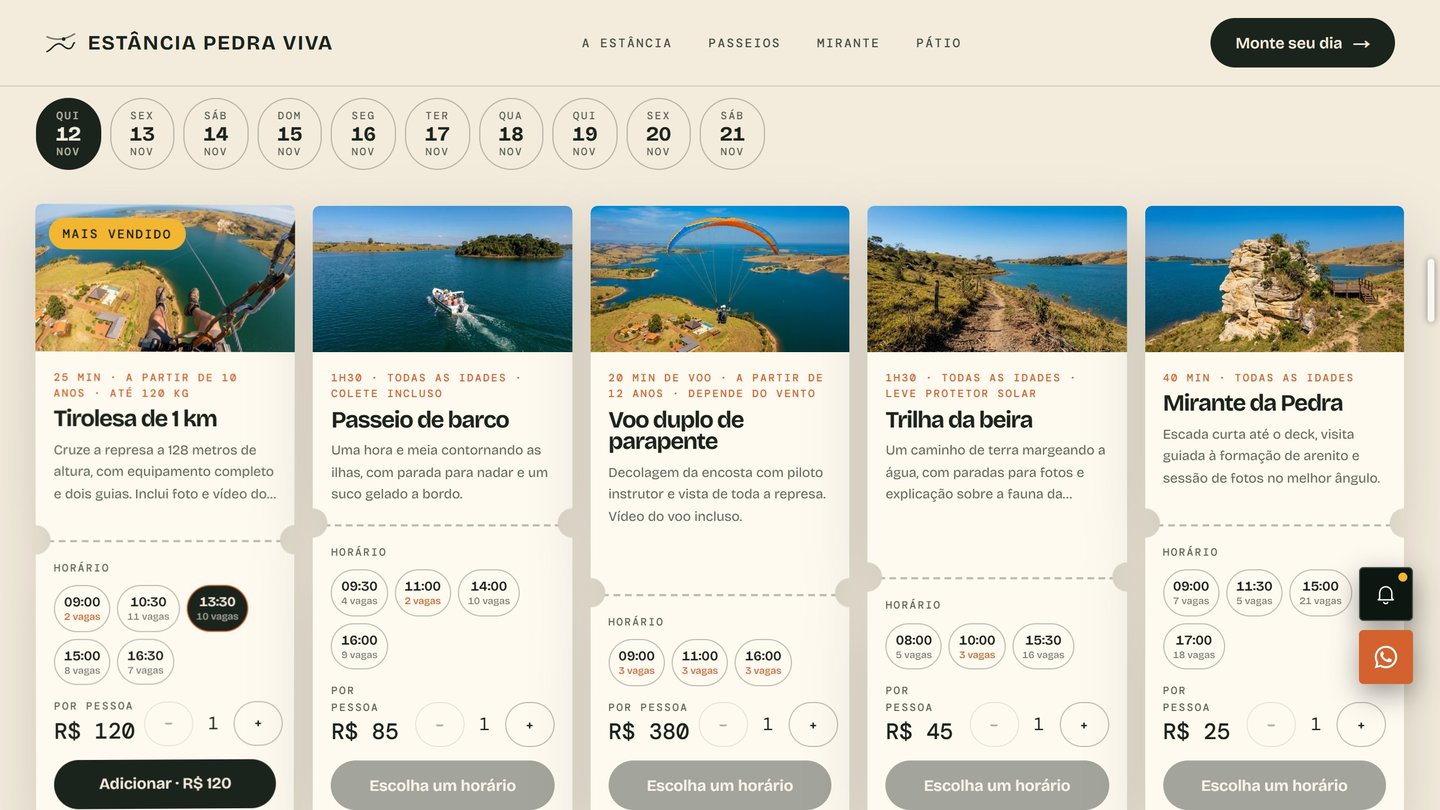 ESTÂNCIA PEDRA VIVA
A ESTÂNCIA
PASSEIOS
MIRANTE
PÁTIO
Monte seu dia →
QUI
12
NOV
SEX
13
NOV
SÁB
14
NOV
DOM
15
NOV
SEG
16
NOV
TER
17
NOV
QUA
18
NOV
QUI
19
NOV
SEX
20
NOV
SÁB
21
NOV
MAIS VENDIDO
25 MIN · A PARTIR DE 10
ANOS · ATÉ 120 KG
Tirolesa de 1 km
Cruze a represa a 128 metros de
altura, com equipamento completo
e dois guias. Inclui foto e vídeo do...
HORÁRIO
09:00
2 vagas
10:30
11 vagas
13:30
10 vagas
15:00
8 vagas
16:30
7 vagas
POR PESSOA
R$ 120
− 1 +
Adicionar · R$ 120
1H30 · TODAS AS IDADES ·
COLETE INCLUSO
Passeio de barco
Uma hora e meia contornando as
ilhas, com parada para nadar e um
suco gelado a bordo.
HORÁRIO
09:30
4 vagas
11:00
2 vagas
14:00
10 vagas
16:00
9 vagas
POR
PESSOA
R$ 85
− 1 +
Escolha um horário
20 MIN DE VOO · A PARTIR DE
12 ANOS · DEPENDE DO VENTO
Voo duplo de
parapente
Decolagem da encosta com piloto
instrutor e vista de toda a represa.
Vídeo do voo incluso.
HORÁRIO
09:00
3 vagas
11:00
3 vagas
16:00
3 vagas
POR PESSOA
R$ 380
− 1 +
Escolha um horário
1H30 · TODAS AS IDADES ·
LEVE PROTETOR SOLAR
Trilha da beira
Um caminho de terra margeando a
água, com paradas para fotos e
explicação sobre a fauna da...
HORÁRIO
08:00
5 vagas
10:00
3 vagas
15:30
16 vagas
POR
PESSOA
R$ 45
− 1 +
Escolha um horário
40 MIN · TODAS AS IDADES
Mirante da Pedra
Escada curta até o deck, visita
guiada à formação de arenito e
sessão de fotos no melhor ângulo.
HORÁRIO
09:00
7 vagas
11:30
5 vagas
15:00
21 vagas
17:00
18 vagas
POR
PESSOA
R$ 25
− 1 +
Escolha um horário